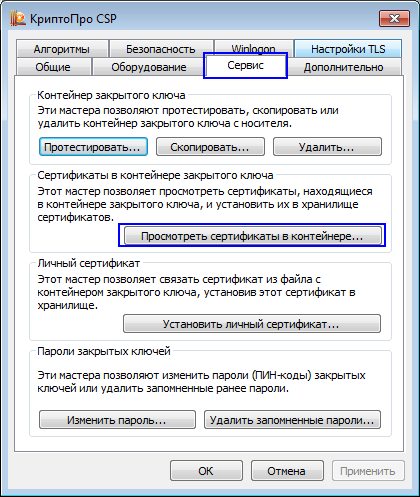 КриптоПро CSP
Алгоритмы Безопасность Winlogon Настройки TLS
Общие Оборудование Сервис Дополнительно
Контейнер закрытого ключа
Эти мастера позволяют протестировать, скопировать или
удалить контейнер закрытого ключа с носителя.
Протестировать... Скопировать... Удалить...
Сертификаты в контейнере закрытого ключа
Этот мастер позволяет просмотреть сертификаты, находящиеся
в контейнере закрытого ключа, и установить их в хранилище
сертификатов.
Просмотреть сертификаты в контейнере...
Личный сертификат
Этот мастер позволяет связать сертификат из файла с
контейнером закрытого ключа, установив этот сертификат в
хранилище.
Установить личный сертификат...
Пароли закрытых ключей
Эти мастера позволяют изменить пароли (ПИН-коды) закрытых
ключей или удалить запомненные ранее пароли.
Изменить пароль... Удалить запомненные пароли...
ОК Отмена Применить